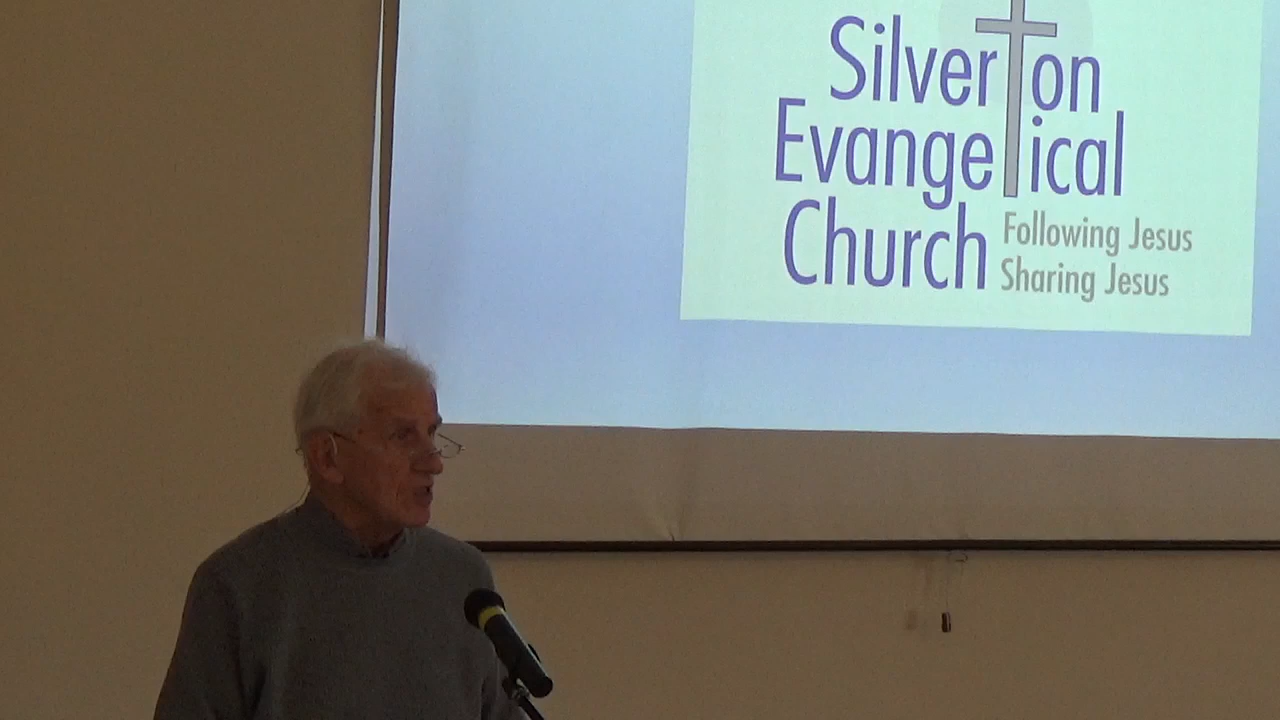 Silverton
Evangelical
Church
Following Jesus
Sharing Jesus